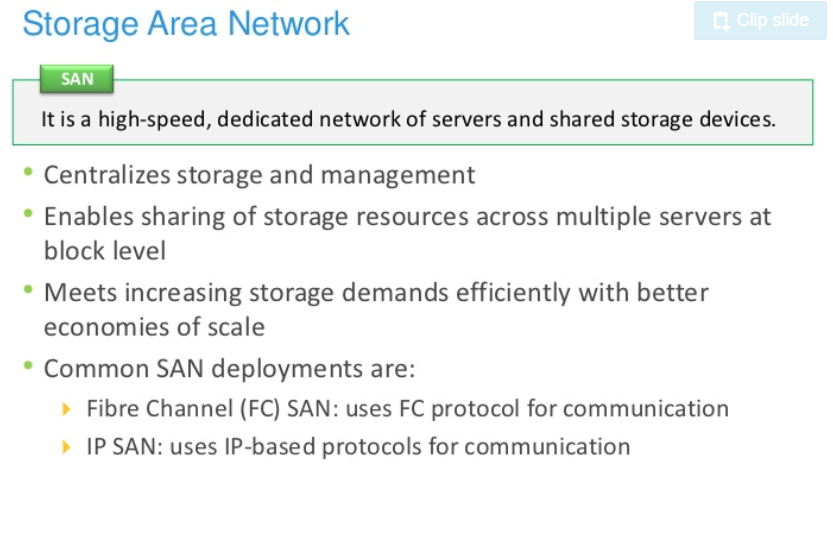 Storage Area Network
Clip slide
SAN
It is a high-speed, dedicated network of servers and shared storage devices.
• Centralizes storage and management
• Enables sharing of storage resources across multiple servers at
block level
• Meets increasing storage demands efficiently with better
economies of scale
• Common SAN deployments are:
Fibre Channel (FC) SAN: uses FC protocol for communication
IP SAN: uses IP-based protocols for communication